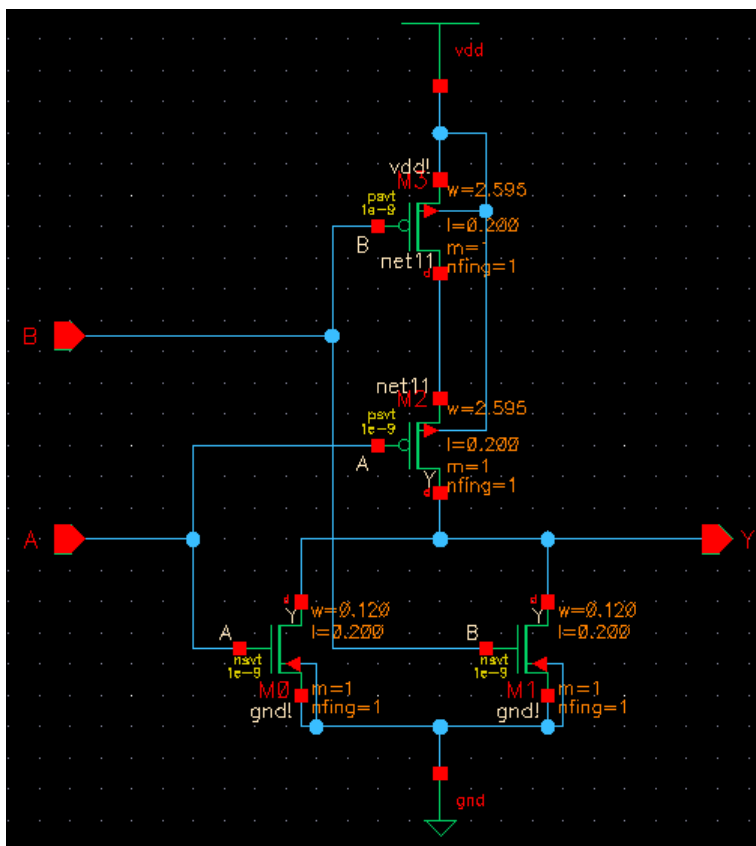 vdd
vdd!
M3
w=2.595
psvt
1e-9
l=0.200
B
m=1
net11
nfing=1
d
B
net11
M2
w=2.595
psvt
1e-9
l=0.200
A
m=1
Y
nfing=1
d
A
Y
d
w=0.120
Y
l=0.200
A
nsvt
1e-9
M0
m=1
gnd!
nfing=1
d
w=0.120
Y
l=0.200
B
nsvt
1e-9
M1
m=1
gnd!
nfing=1
gnd